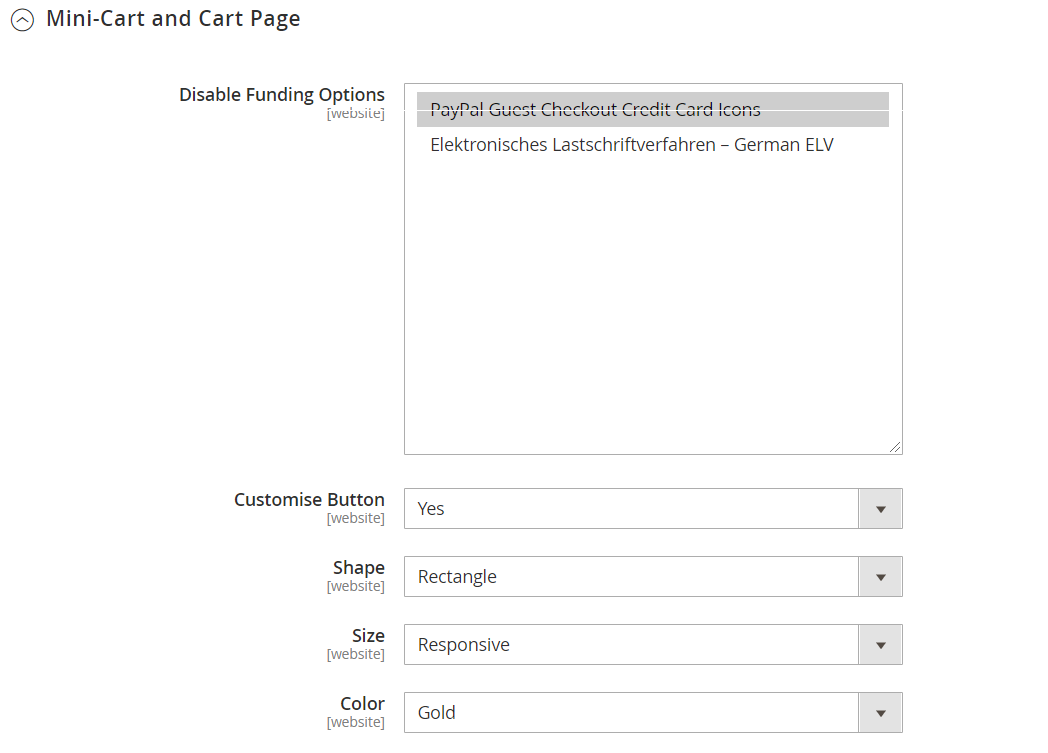 Mini-Cart and Cart Page
Disable Funding Options
[website]
PayPal Guest Checkout Credit Card Icons
Elektronisches Lastschriftverfahren – German ELV
Customise Button
[website]
Yes
Shape
[website]
Rectangle
Size
[website]
Responsive
Color
[website]
Gold